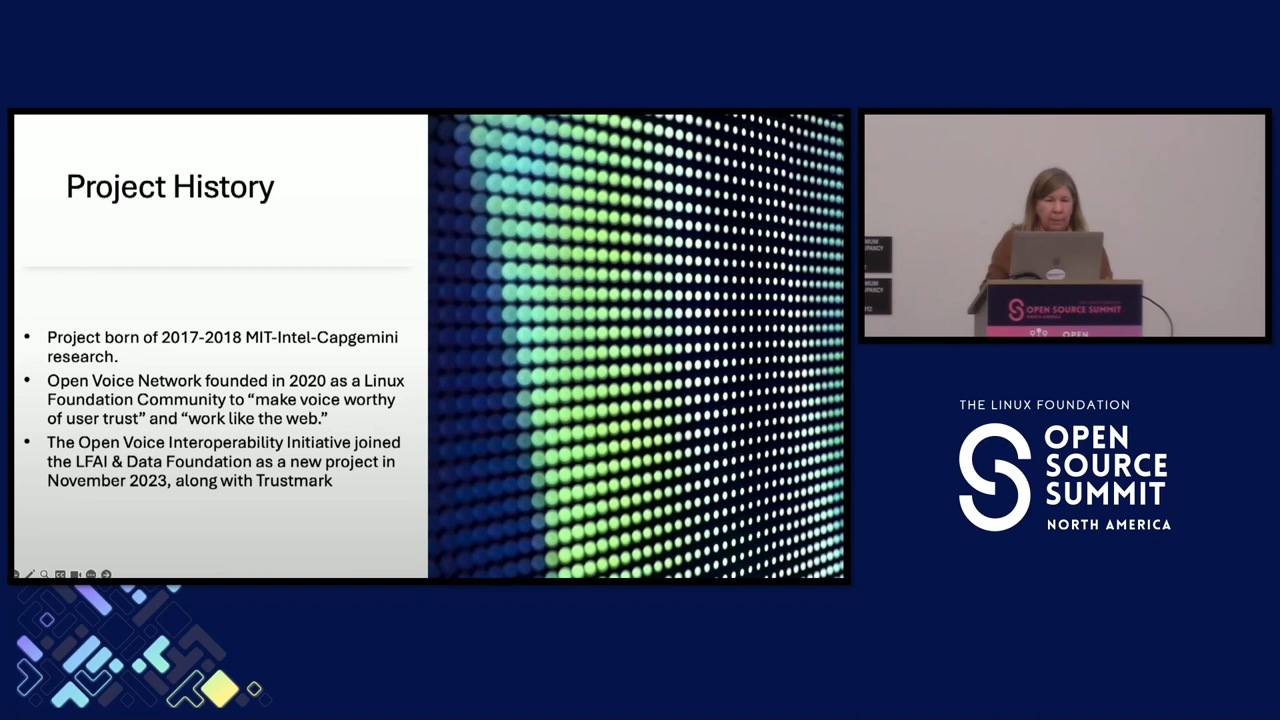 Project History
• Project born of 2017-2018 MIT-Intel-Capgemini
research.
• Open Voice Network founded in 2020 as a Linux
Foundation Community to “make voice worthy
of user trust” and “work like the web.”
• The Open Voice Interoperability Initiative joined
the LFAI & Data Foundation as a new project in
November 2023, along with Trustmark
OPEN SOURCE SUMMIT
NORTH AMERICA
OPEN
THE LINUX FOUNDATION
OPEN
SOURCE
SUMMIT
NORTH AMERICA